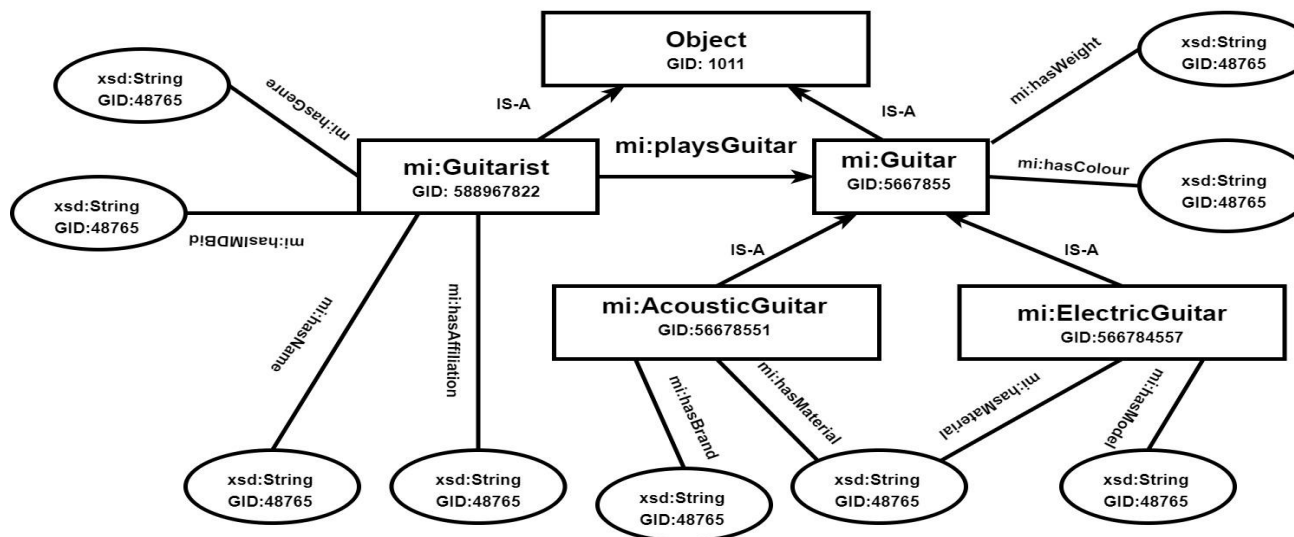 Object
GID: 1011
xsd:String
GID:48765
mi:hasGenre
IS-A
IS-A
mi:hasWeight
xsd:String
GID:48765
mi:Guitarist
GID: 588967822
mi:playsGuitar
mi:Guitar
GID:5667855
mi:hasColour
xsd:String
GID:48765
xsd:String
GID:48765
mi:hasIMDBid
mi:hasName
mi:hasAffiliation
IS-A
IS-A
mi:AcousticGuitar
GID:56678551
mi:ElectricGuitar
GID:566784557
mi:hasBrand
mi:hasMaterial
mi:hasMaterial
mi:hasModel
xsd:String
GID:48765
xsd:String
GID:48765
xsd:String
GID:48765
xsd:String
GID:48765
xsd:String
GID:48765